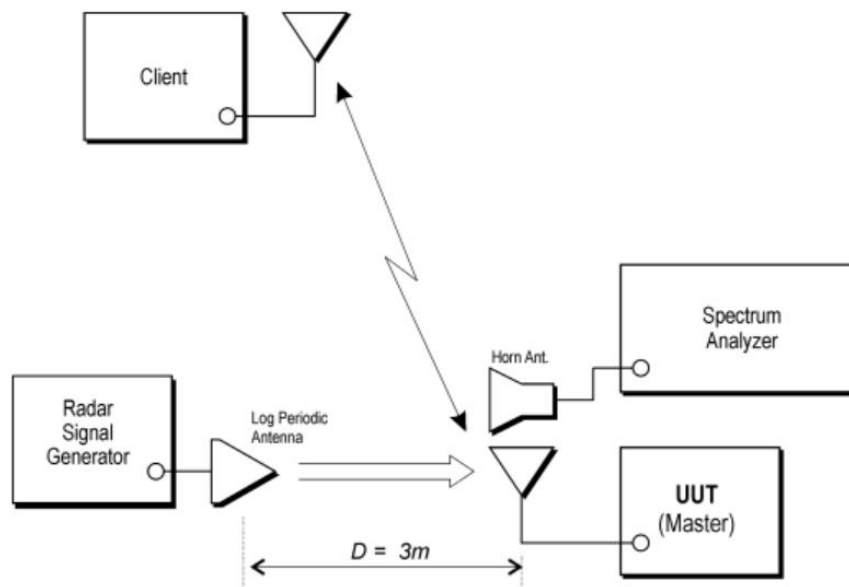 Client
Spectrum
Analyzer
Horn Ant.
Radar
Signal
Generator
Log Periodic
Antenna
UUT
(Master)
D = 3m